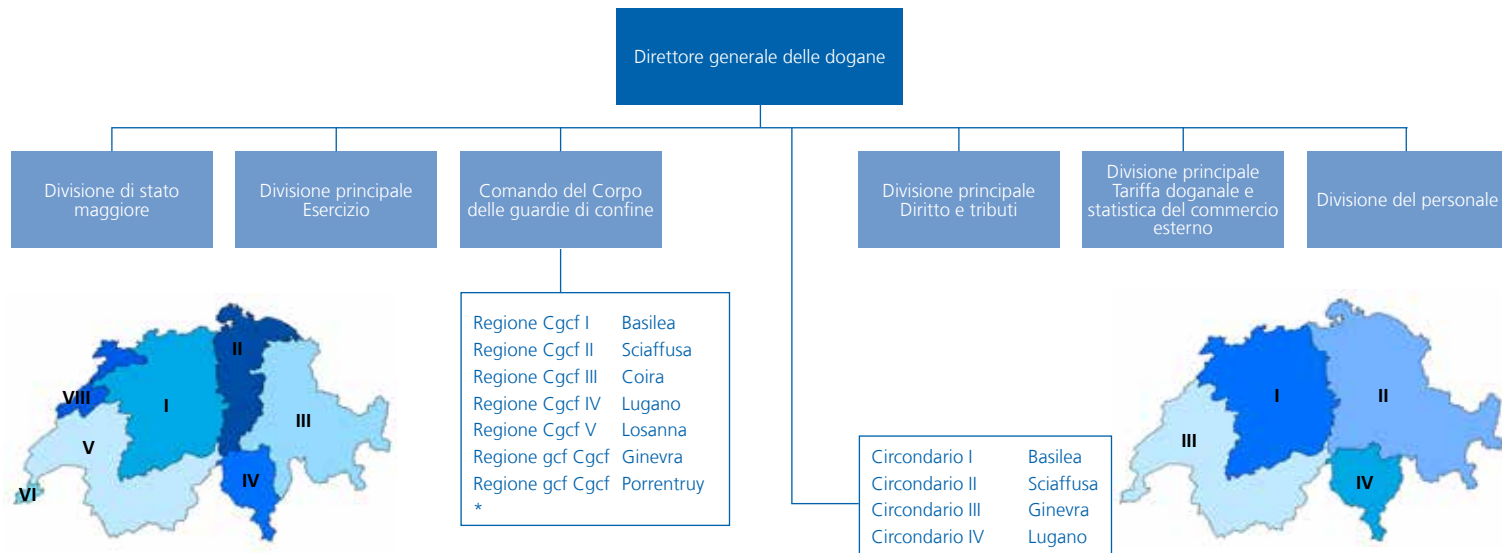 Direttore generale delle dogane
Divisione di stato
maggiore
Divisione principale
Esercizio
Comando del Corpo
delle guardie di confine
Divisione principale
Diritto e tributi
Divisione principale
Tariffa doganale e
statistica del commercio
esterno
Divisione del personale
II
VIII
I
III
V
IV
VI
Regione Cgcf I Basilea
Regione Cgcf II Sciaffusa
Regione Cgcf III Coira
Regione Cgcf IV Lugano
Regione Cgcf V Losanna
Regione gcf Cgcf Ginevra
Regione gcf Cgcf Porrentruy
*
Circondario I Basilea
Circondario II Sciaffusa
Circondario III Ginevra
Circondario IV Lugano
I
II
III
IV